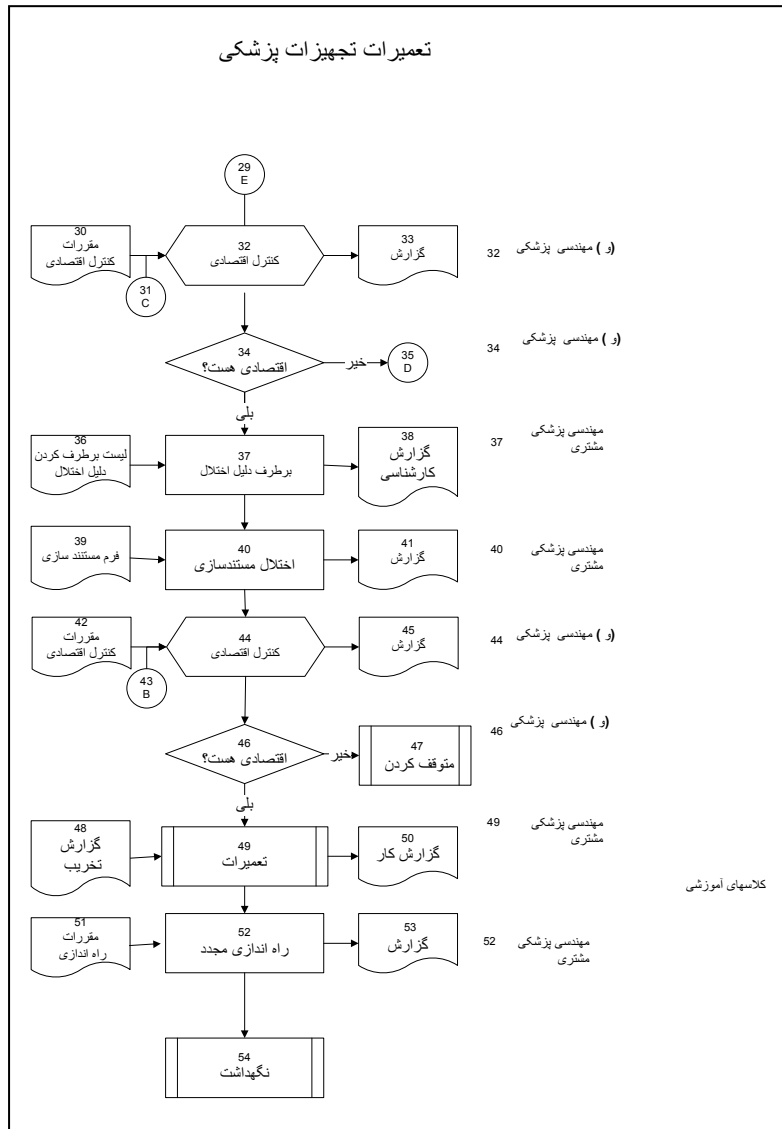 تعمیرات تجهیزات پزشکی
29
E
30
مقررات
کنترل اقتصادی
31
C
32
کنترل اقتصادی
33
گزارش
32
(و) مهندسی پزشکی
34
اقتصادی هست؟
خیر
35
D
34
(و) مهندسی پزشکی
بلی
36
لیست برطرف کردن
دلیل اختلال
37
برطرف دلیل اختلال
38
گزارش
کارشناسی
37
مهندسی پزشکی
مشتری
39
فرم مستند سازی
40
اختلال مستندسازی
41
گزارش
40
مهندسی پزشکی
مشتری
42
مقررات
کنترل اقتصادی
43
B
44
کنترل اقتصادی
45
گزارش
44
(و) مهندسی پزشکی
46
اقتصادی هست؟
خیر
47
متوقف کردن
46
(و) مهندسی پزشکی
بلی
48
گزارش
تخریب
49
تعمیرات
50
گزارش کار
49
مهندسی پزشکی
مشتری
کلاسهای آموزشی
51
مقررات
راه اندازی
52
راه اندازی مجدد
53
گزارش
52
مهندسی پزشکی
مشتری
54
نگهداشت